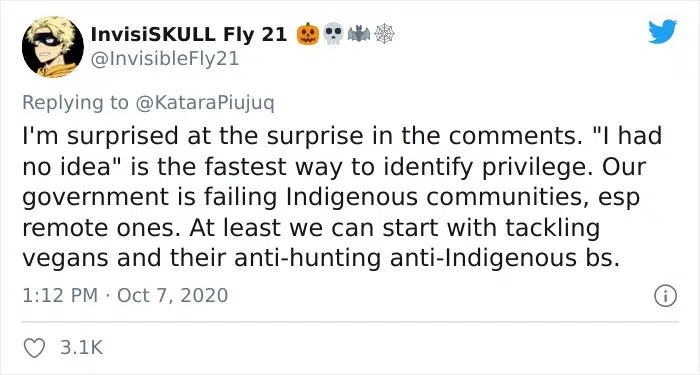 InvisiSKULL Fly 21 🎃💀🦇🕸
@InvisibleFly21
Replying to @KataraPiujuq
I'm surprised at the surprise in the comments. "I had
no idea" is the fastest way to identify privilege. Our
government is failing Indigenous communities, esp
remote ones. At least we can start with tackling
vegans and their anti-hunting anti-Indigenous bs.
1:12 PM · Oct 7, 2020
3.1K